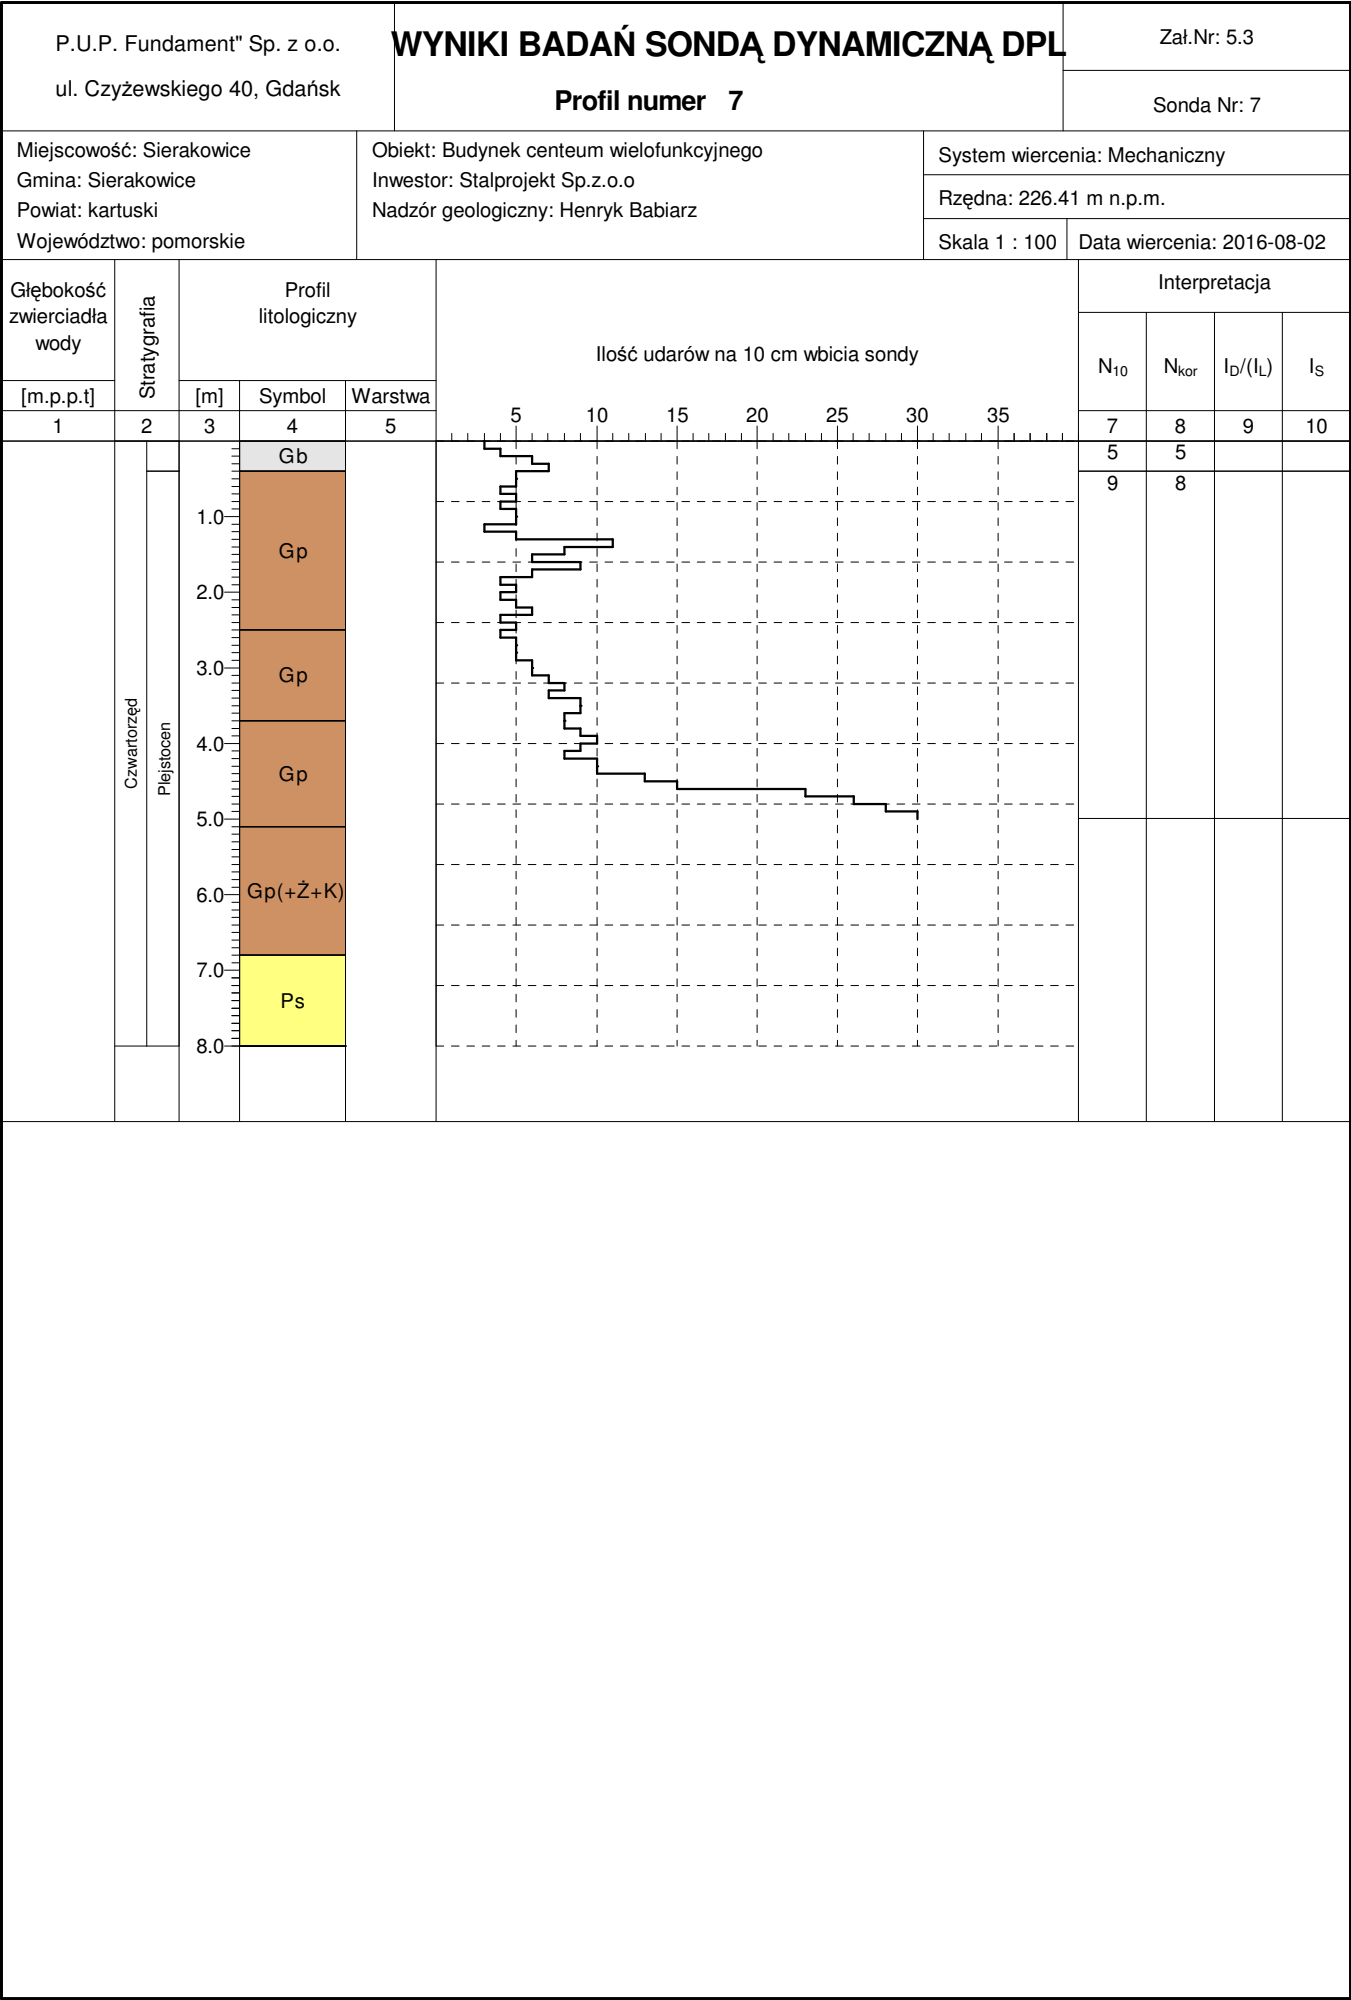 P.U.P. Fundament" Sp. z o.o.
ul. Czyżewskiego 40, Gdańsk
WYNIKI BADAŃ SONDĄ DYNAMICZNĄ DPL
Profil numer 7
Zał.Nr: 5.3
Sonda Nr: 7
Miejscowość: Sierakowice
Gmina: Sierakowice
Powiat: kartuski
Województwo: pomorskie
Obiekt: Budynek centeum wielofunkcyjnego
Inwestor: Stalprojekt Sp.z.o.o
Nadzór geologiczny: Henryk Babiarz
System wiercenia: Mechaniczny
Rzędna: 226.41 m n.p.m.
Skala 1 : 100
Data wiercenia: 2016-08-02
Głębokość
zwierciadła
wody
[m.p.p.t]
Stratygrafia
Profil
litologiczny
[m] Symbol Warstwa
Ilość udarów na 10 cm wbicia sondy
5 10 15 20 25 30 35
Interpretacja
N10 Nkor ID/(IL) IS
1 2 3 4 5 7 8 9 10
Gb
5 5
9 8
1.0
Gp
2.0
3.0
Gp
4.0
Gp
5.0
6.0
Gp(+Ż+K)
7.0
Ps
8.0
Czwartorzęd
Plejstocen